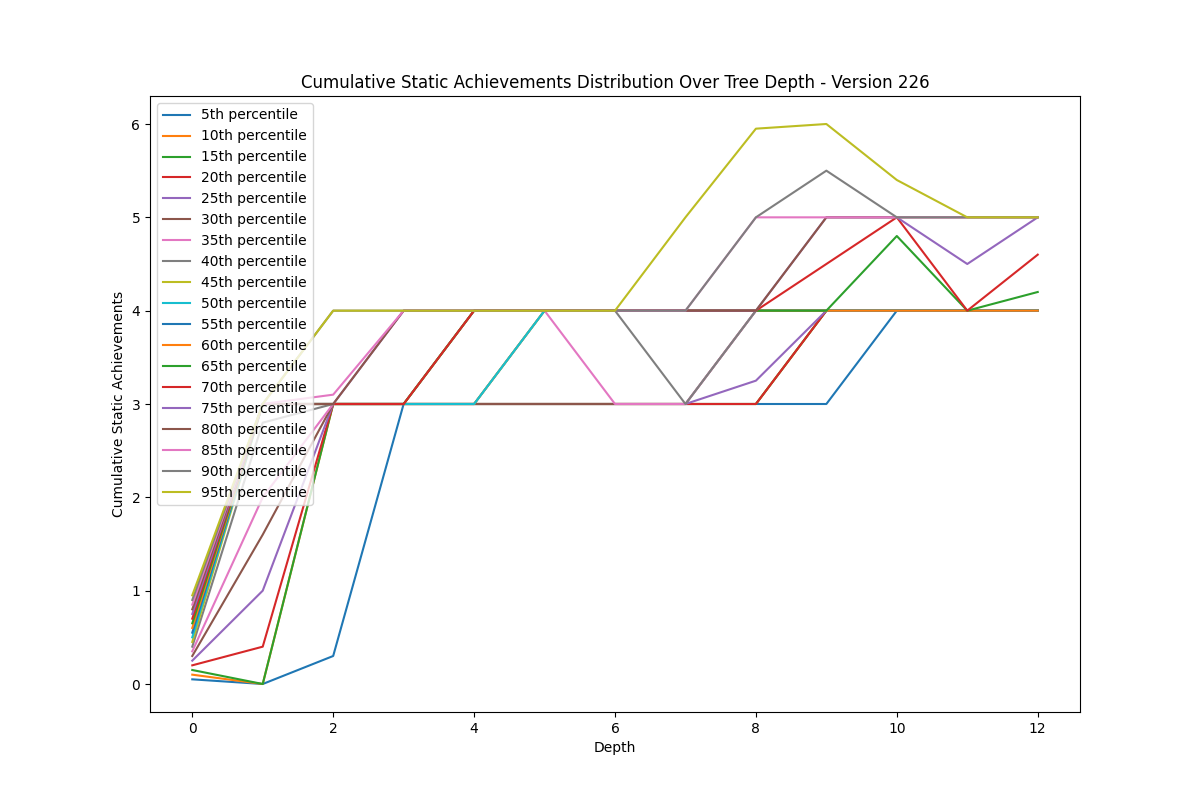 Cumulative Static Achievements Distribution Over Tree Depth - Version 226
Cumulative Static Achievements
6
5
4
3
2
1
0
5th percentile
10th percentile
15th percentile
20th percentile
25th percentile
30th percentile
35th percentile
40th percentile
45th percentile
50th percentile
55th percentile
60th percentile
65th percentile
70th percentile
75th percentile
80th percentile
85th percentile
90th percentile
95th percentile
0 2 4 6 8 10 12
Depth